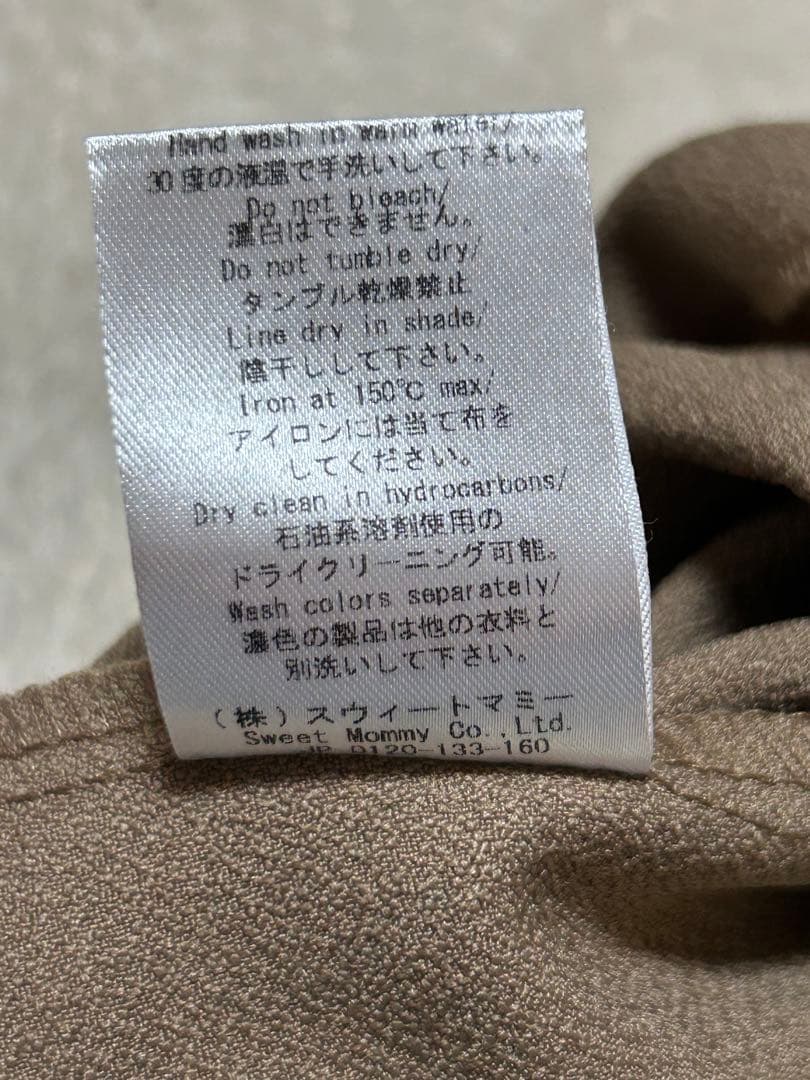 Hand wash in warm water/
30度の液温で手洗いして下さい。
Do not bleach/
漂白はできません。
Do not tumble dry/
タンブル乾燥禁止
Line dry in shade/
陰干しして下さい。
Iron at 150℃ max/
アイロンには当て布を
してください。
Dry clean in hydrocarbons/
石油系溶剤使用の
ドライクリーニング可能。
Wash colors separately/
濃色の製品は他の衣料と
別洗いして下さい。
(株)スウィートマミー
Sweet Mommy Co.,Ltd.
JP 0120-133-160